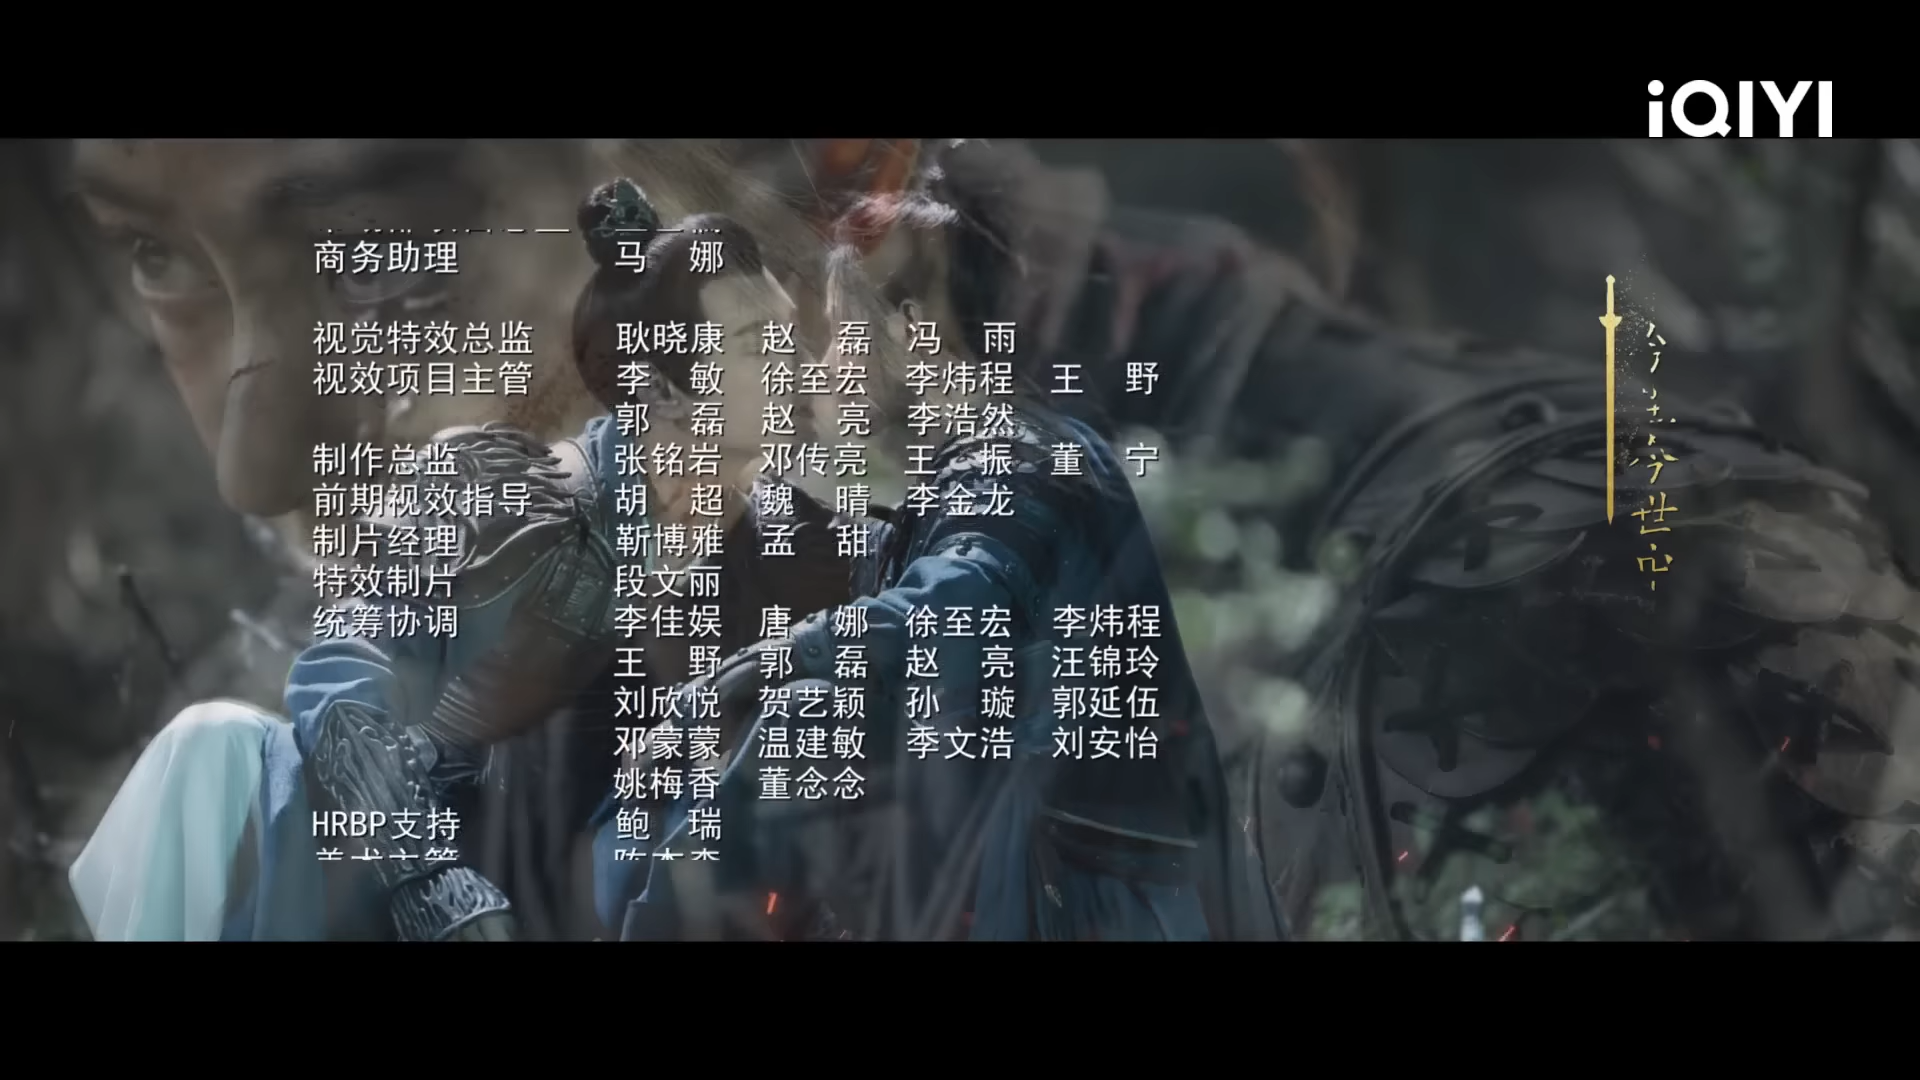 iQIYI
商务助理 马 娜
视觉特效总监 耿晓康 赵 磊 冯 雨
视效项目主管 李 敏 徐至宏 李炜程 王 野
郭 磊 赵 亮 李浩然
制作总监 张铭岩 邓传亮 王 振 董 宁
前期视效指导 胡 超 魏 晴 李金龙
制片经理 靳博雅 孟 甜
特效制片 段文丽
统筹协调 李佳娱 唐 娜 徐至宏 李炜程
王 野 郭 磊 赵 亮 汪锦玲
刘欣悦 贺艺颖 孙 璇 郭延伍
邓蒙蒙 温建敏 季文浩 刘安怡
姚梅香 董念念
HRBP支持 鲍 瑞